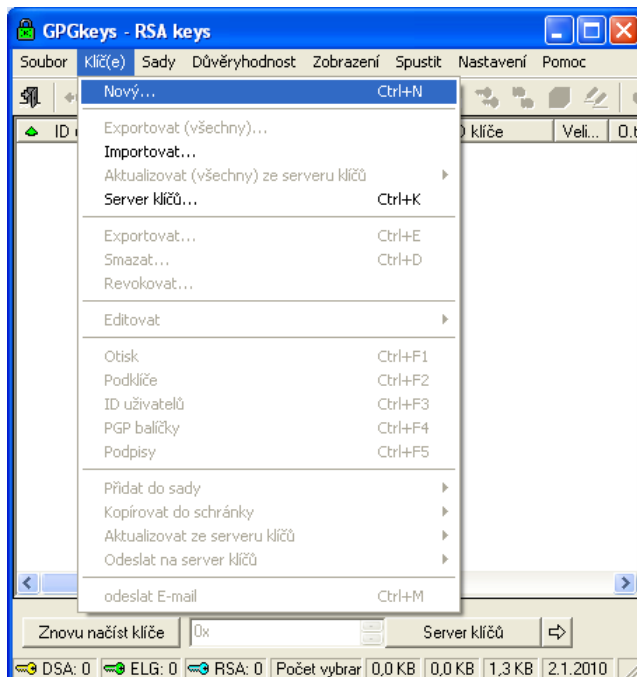 GPGkeys - RSA keys
Soubor Klíč(e) Sady Důvěryhodnost Zobrazení Spustit Nastavení Pomoc
Nový... Ctrl+N
ID klíče Veli... O.t
Exportovat (všechny)...
Importovat...
Aktualizovat (všechny) ze serveru klíčů
Server klíčů... Ctrl+K
Exportovat... Ctrl+E
Smazat... Ctrl+D
Revokovat...
Editovat
Otisk Ctrl+F1
Podklíče Ctrl+F2
ID uživatelů Ctrl+F3
PGP balíčky Ctrl+F4
Podpisy Ctrl+F5
Přidat do sady
Kopírovat do schránky
Aktualizovat ze serveru klíčů
Odeslat na server klíčů
odeslat E-mail Ctrl+M
Znovu načíst klíče 0x Server klíčů
DSA: 0 ELG: 0 RSA: 0 Počet vybrar 0,0 KB 0,0 KB 1,3 KB 2.1.2010